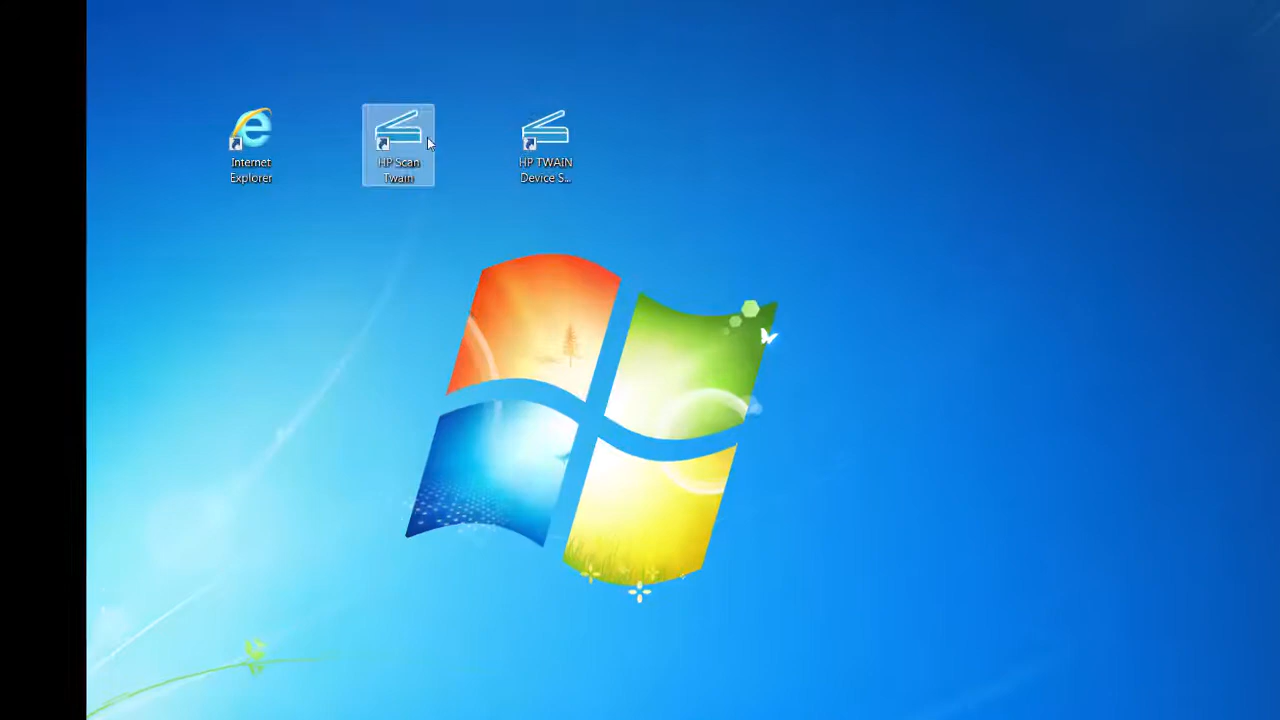 Internet
Explorer
HP Scan
Twain
HP TWAIN
Device S...